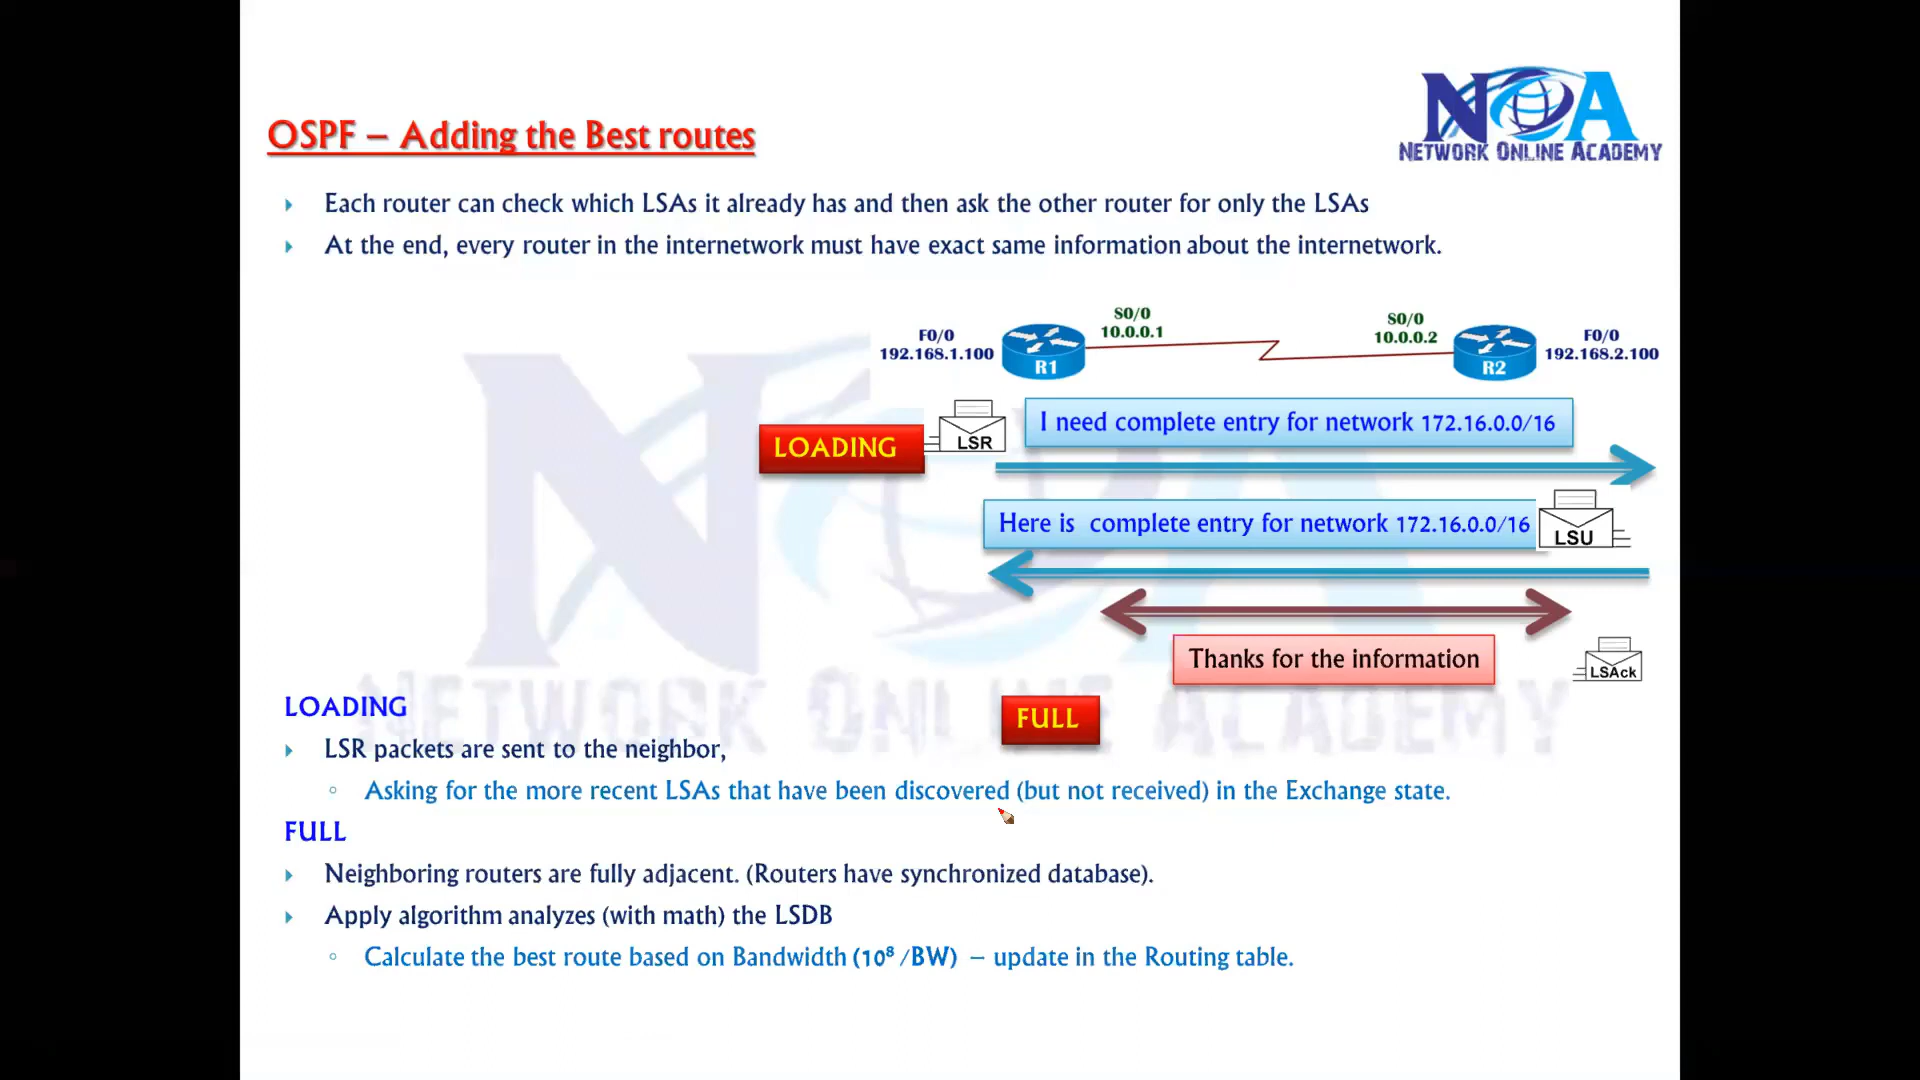 NOA
NETWORK ONLINE ACADEMY
OSPF – Adding the Best routes
Each router can check which LSAs it already has and then ask the other router for only the LSAs
At the end, every router in the internetwork must have exact same information about the internetwork.
F0/0
192.168.1.100
R1
S0/0
10.0.0.1
S0/0
10.0.0.2
R2
F0/0
192.168.2.100
LOADING
LSR
I need complete entry for network 172.16.0.0/16
Here is complete entry for network 172.16.0.0/16
LSU
Thanks for the information
LSAck
FULL
NETWORK ONLINE ACADEMY
LOADING
LSR packets are sent to the neighbor,
Asking for the more recent LSAs that have been discovered (but not received) in the Exchange state.
FULL
Neighboring routers are fully adjacent. (Routers have synchronized database).
Apply algorithm analyzes (with math) the LSDB
Calculate the best route based on Bandwidth (10⁸ /BW) – update in the Routing table.